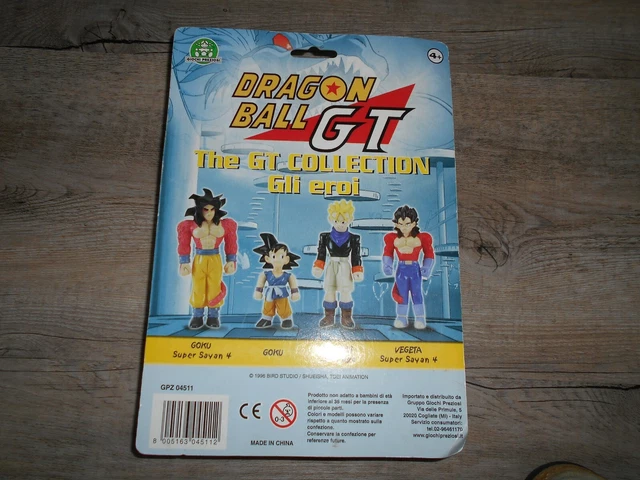 GIOCHI PREZIOSI
4+
DRAGON
BALL GT
The GT COLLECTION
Gli eroi
GOKU
Super Sayan 4
GOKU
VEGETA
Super Sayan 4
© 1996 BIRD STUDIO / SHUEISHA, TOEI ANIMATION
GPZ 04511
8 005163 045112
CE
0-3
MADE IN CHINA
Prodotto non adatto a bambini di età
inferiore ai 36 mesi per la presenza
di piccole parti.
Colori e modelli possono variare
rispetto a quanto mostrato sulla
confezione.
Conservare la confezione per
referenze future.
Importato e distribuito da
Gruppo Giochi Preziosi
Via delle Primule, 5
20020 Cogliate (MI) - Italy
Servizio consumatori:
www.giochipreziosi.it